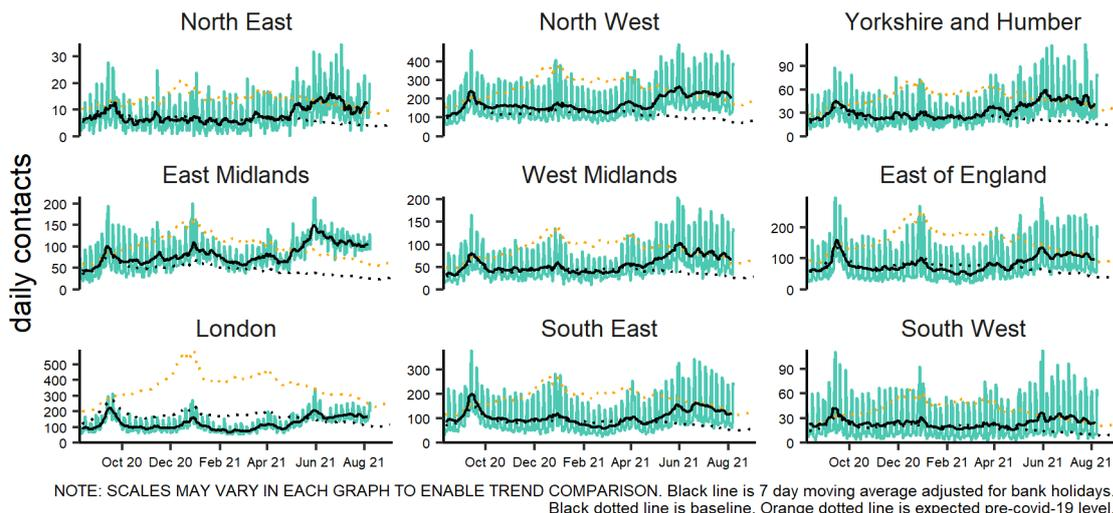 North East
North West
Yorkshire and Humber
30
20
10
0
400
300
200
100
0
90
60
30
0
daily contacts
East Midlands
West Midlands
East of England
200
150
100
50
0
200
150
100
50
0
200
100
0
London
South East
South West
500
400
300
200
100
0
300
200
100
0
90
60
30
0
Oct 20 Dec 20 Feb 21 Apr 21 Jun 21 Aug 21
Oct 20 Dec 20 Feb 21 Apr 21 Jun 21 Aug 21
Oct 20 Dec 20 Feb 21 Apr 21 Jun 21 Aug 21
NOTE: SCALES MAY VARY IN EACH GRAPH TO ENABLE TREND COMPARISON. Black line is 7 day moving average adjusted for bank holidays.
Black dotted line is baseline. Orange dotted line is expected pre-covid-19 level.